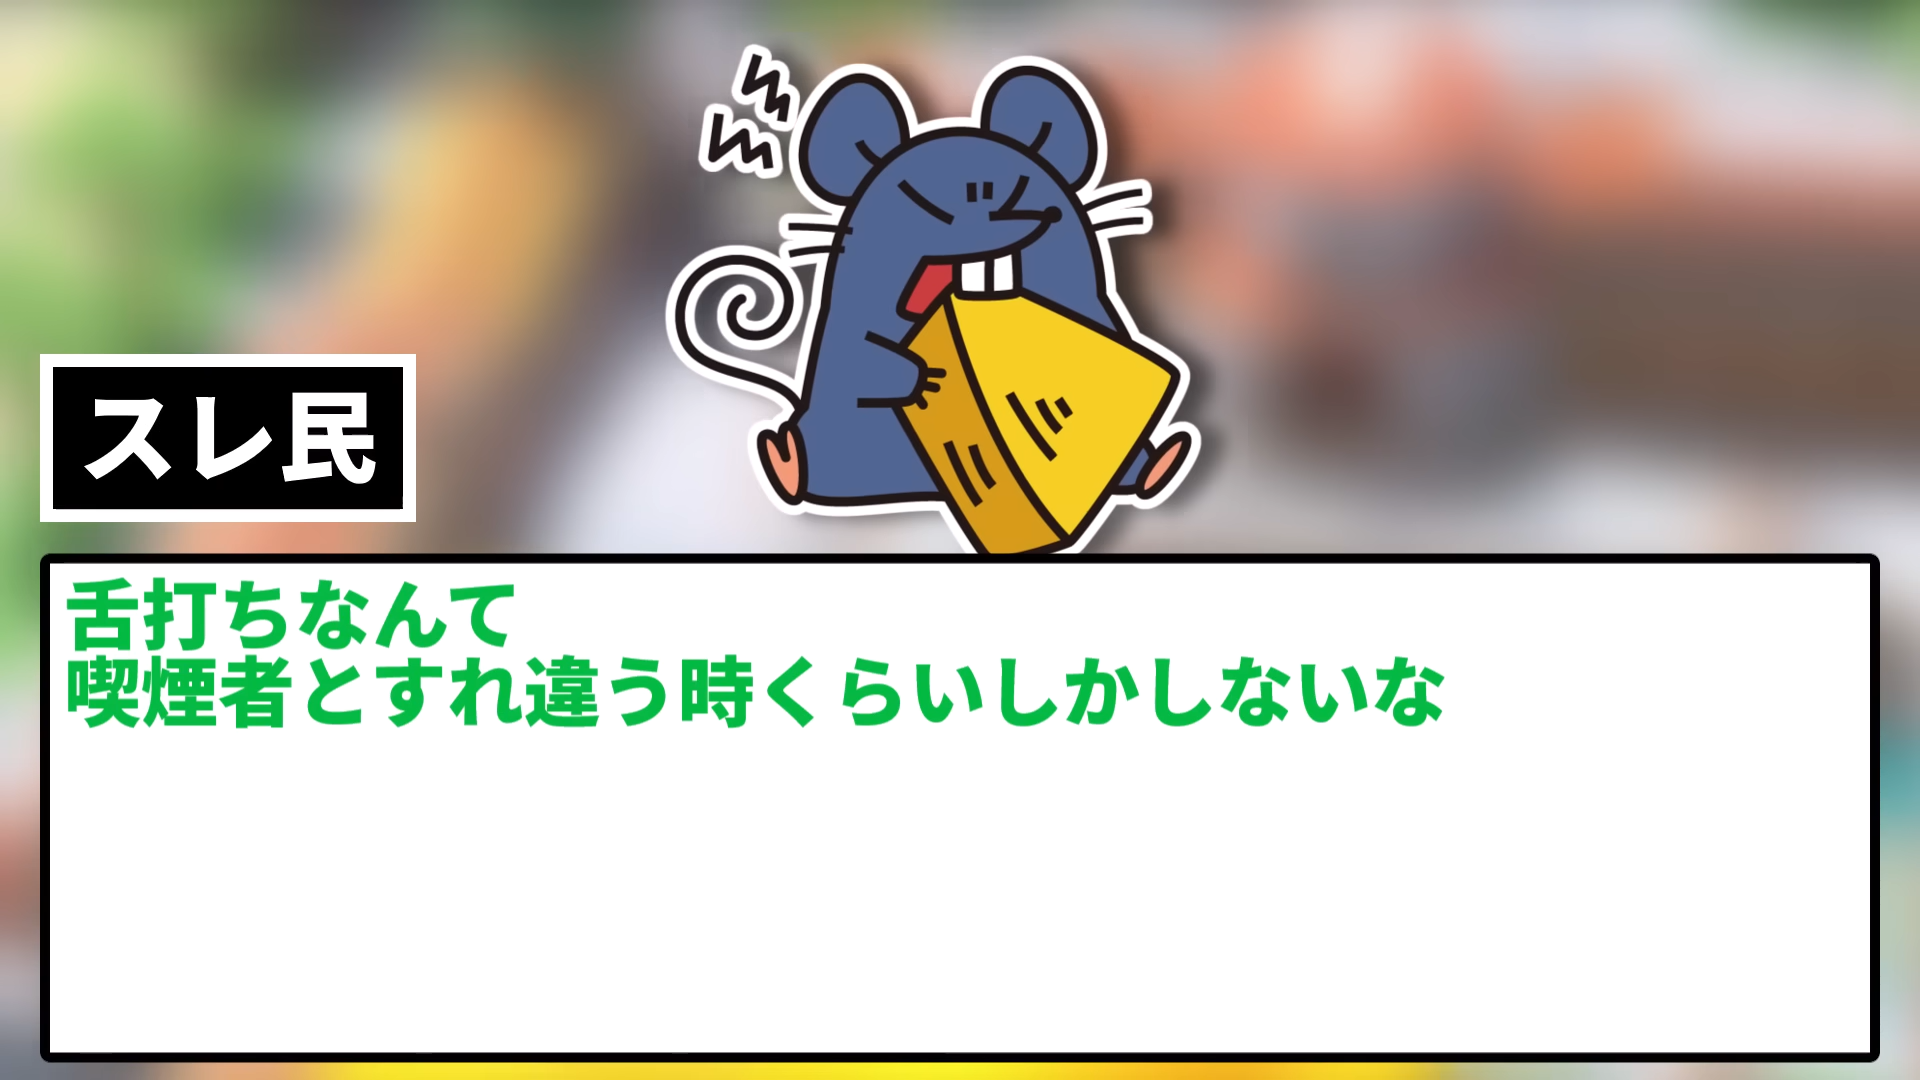 スレ民
舌打ちなんて
喫煙者とすれ違う時くらいしかしないな